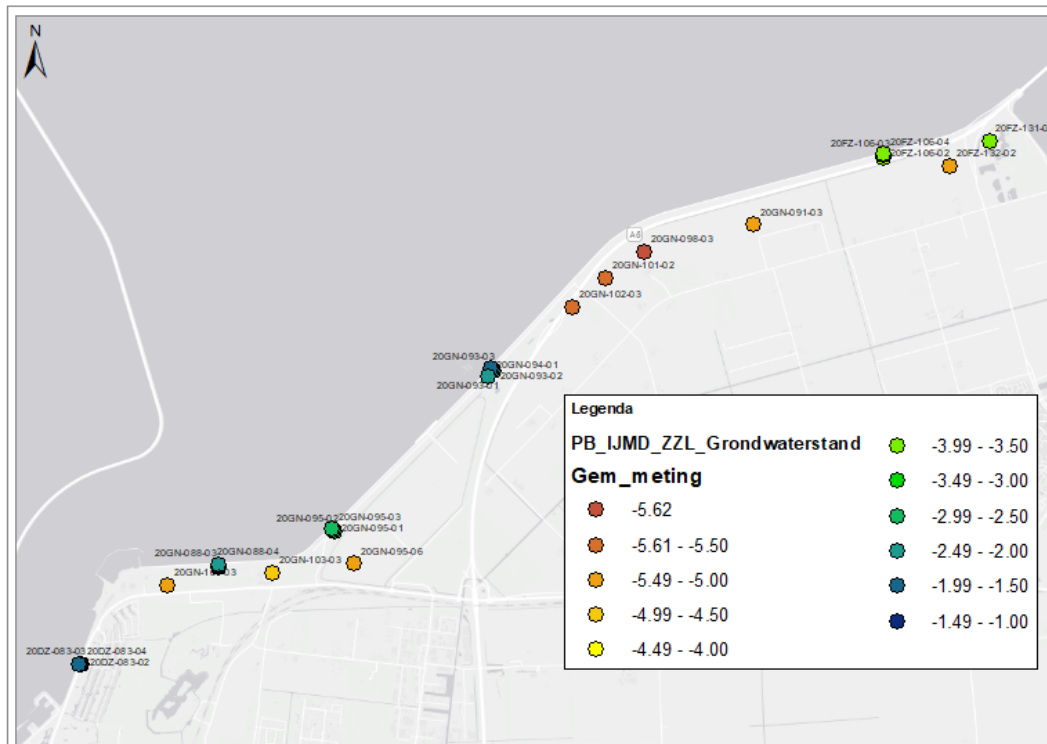 N
20FZ-106-03
20FZ-106-04
20FZ-106-02
20FZ-132-02
20GN-091-03
A6
20GN-098-03
20GN-101-02
20GN-102-03
20GN-093-03
20GN-094-01
20GN-093-02
20GN-093-01
20GN-095-02
20GN-095-03
20GN-095-01
20GN-088-03
20GN-088-04
20GN-103-03
20GN-095-06
20DZ-083-03
20DZ-083-04
20DZ-083-02
Legenda
PB_IJMD_ZZL_Grondwaterstand
Gem_meting
-5.62
-5.61 - -5.50
-5.49 - -5.00
-4.99 - -4.50
-4.49 - -4.00
-3.99 - -3.50
-3.49 - -3.00
-2.99 - -2.50
-2.49 - -2.00
-1.99 - -1.50
-1.49 - -1.00